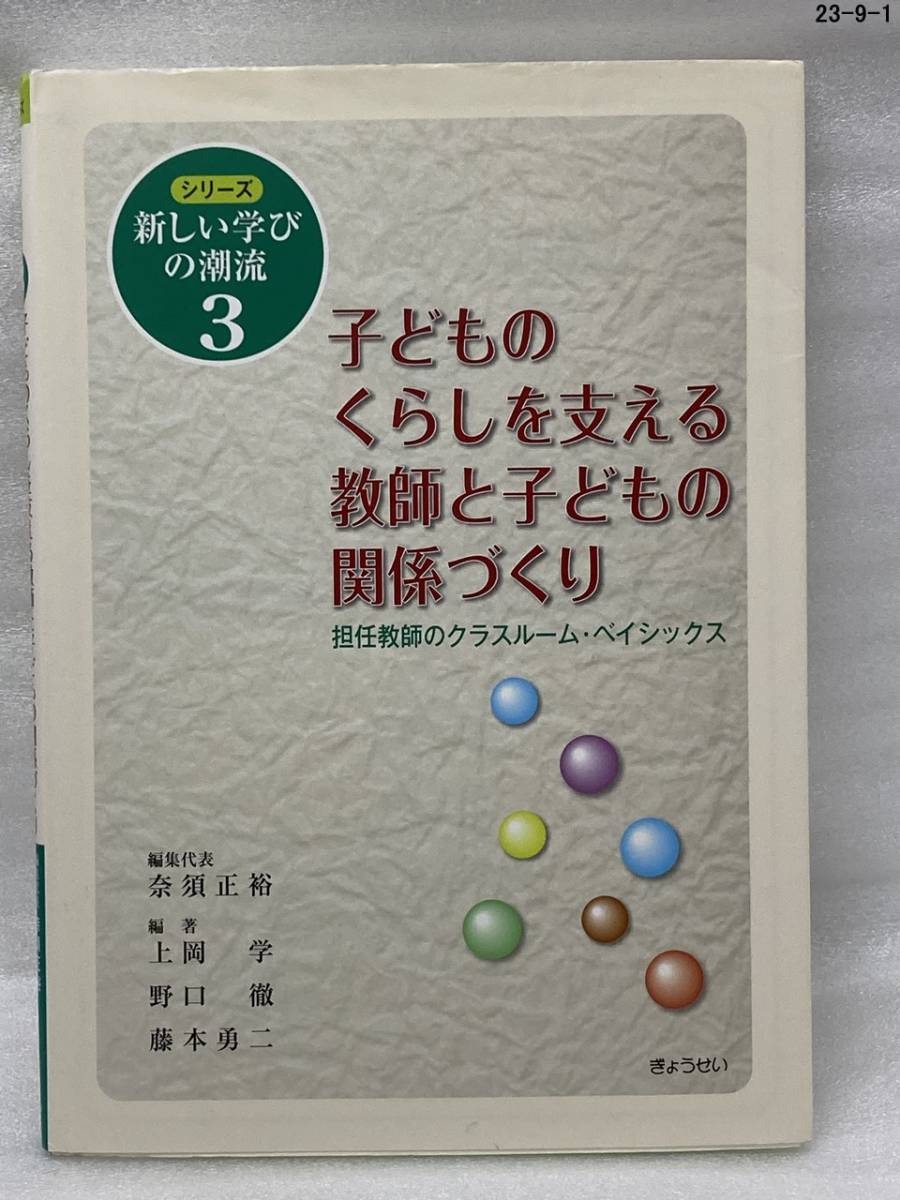 23-9-1
シリーズ
新しい学び
の潮流
3
子どもの
くらしを支える
教師と子どもの
関係づくり
担任教師のクラスルーム・ベイシックス
編集代表
奈須正裕
編 著
上岡 学
野口 徹
藤本勇二
ぎょうせい